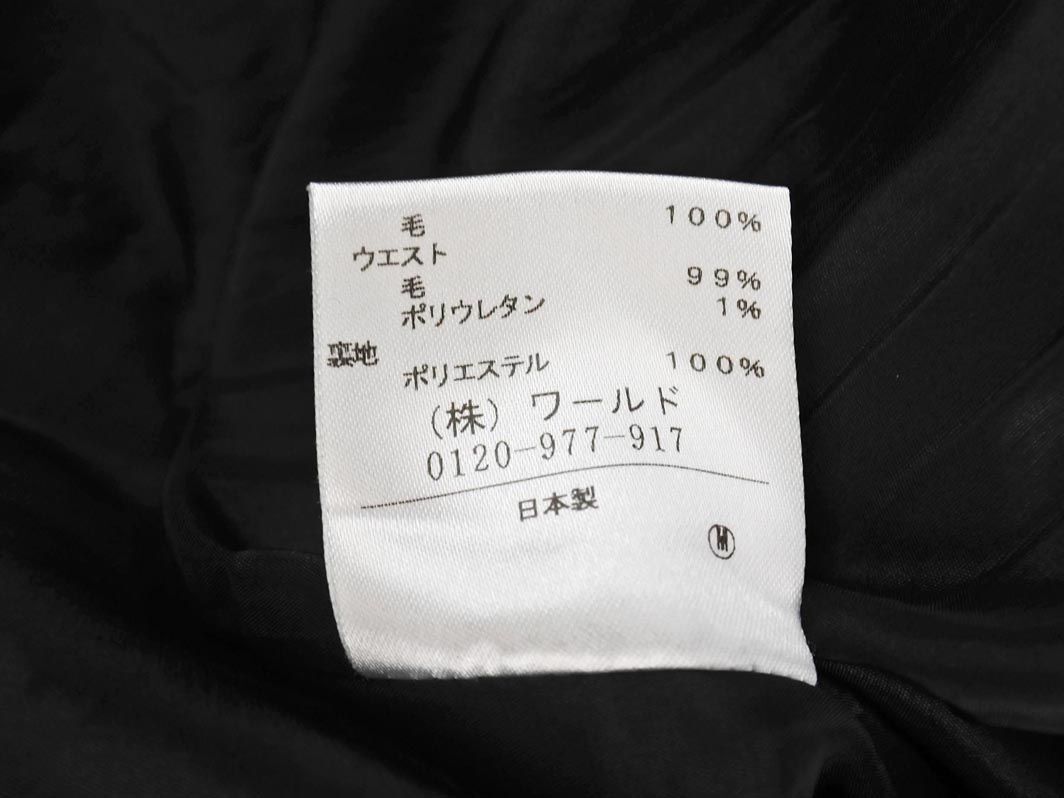 毛 100%
ウエスト
毛 99%
ポリウレタン 1%
裏地
ポリエステル 100%
(株) ワールド
0120-977-917
日本製
M